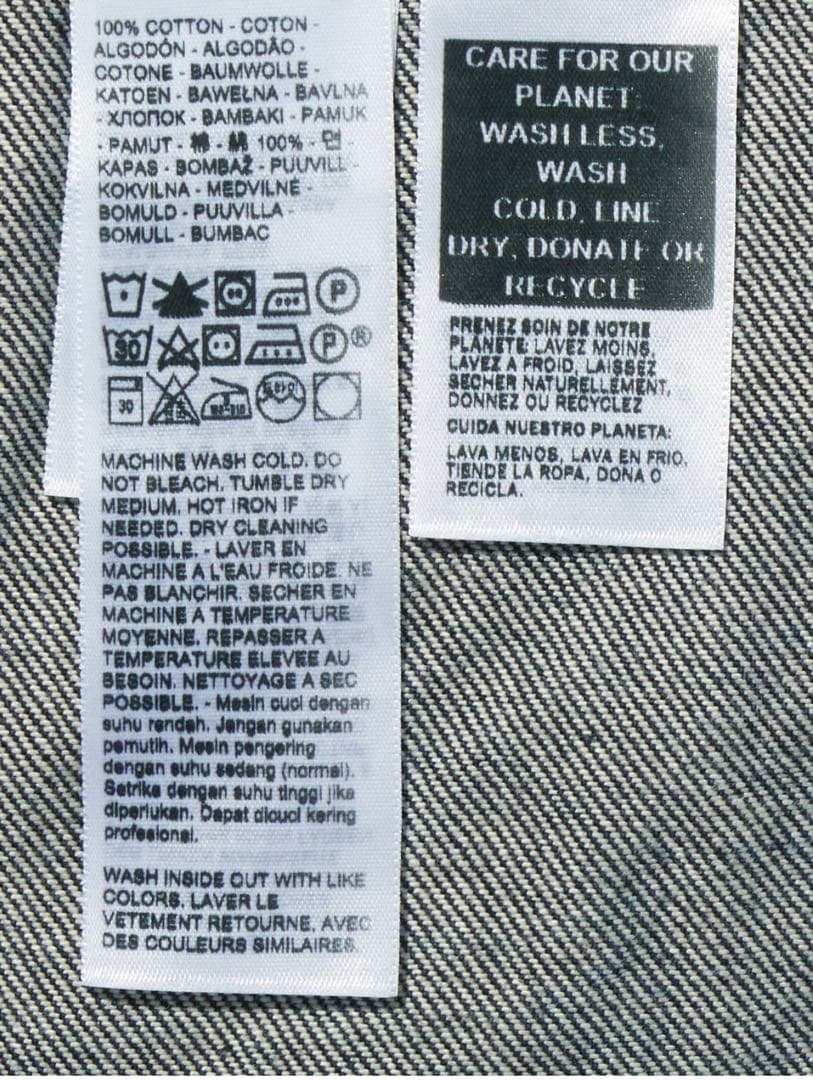 100% COTTON - COTON -
ALGODÓN - ALGODÃO -
COTONE - BAUMWOLLE -
KATOEN - BAWEŁNA - BAVLNA
- ХЛОПОК - BAMBAKI - PAMUK
- PAMUT - 棉 - 綿 100% - 면 -
KAPAS - BOMBAŽ - PUUVILL -
KOKVILNA - MEDVILNĖ -
BOMULD - PUUVILLA -
BOMULL - BUMBAC
P
30 P®
30
MACHINE WASH COLD. DO
NOT BLEACH. TUMBLE DRY
MEDIUM. HOT IRON IF
NEEDED. DRY CLEANING
POSSIBLE. - LAVER EN
MACHINE A L'EAU FROIDE. NE
PAS BLANCHIR. SECHER EN
MACHINE A TEMPERATURE
MOYENNE. REPASSER A
TEMPERATURE ELEVEE AU
BESOIN. NETTOYAGE A SEC
POSSIBLE. - Mesin cuci dengan
suhu rendah. Jangan gunakan
pemutih. Mesin pengering
dengan suhu sedang (normal).
Setrika dengan suhu tinggi jika
diperlukan. Dapat dicuci kering
profesional.
WASH INSIDE OUT WITH LIKE
COLORS. LAVER LE
VETEMENT RETOURNE, AVEC
DES COULEURS SIMILAIRES.
CARE FOR OUR
PLANET:
WASH LESS,
WASH
COLD, LINE
DRY, DONATE OR
RECYCLE
PRENEZ SOIN DE NOTRE
PLANÈTE: LAVEZ MOINS,
LAVEZ À FROID, LAISSEZ
SÉCHER NATURELLEMENT,
DONNEZ OU RECYCLEZ
CUIDA NUESTRO PLANETA:
LAVA MENOS, LAVA EN FRIO,
TIENDE LA ROPA, DONA O
RECICLA.